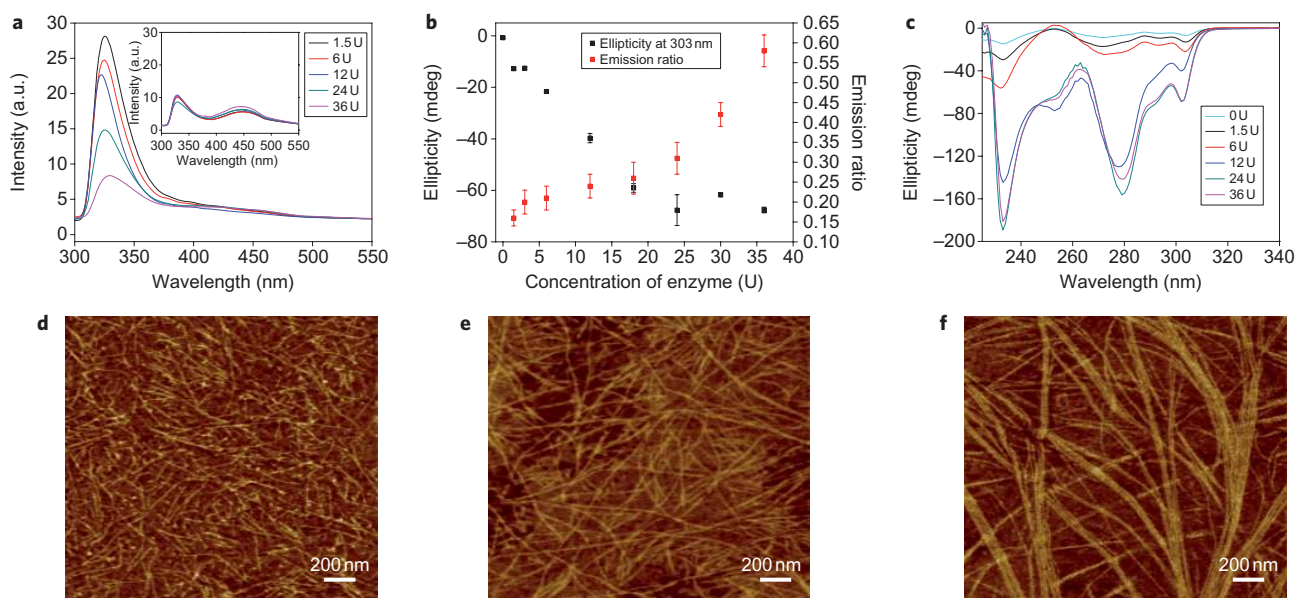 a
30
25
20
15
10
5
0
Intensity (a.u.)
300 350 400 450 500 550
Wavelength (nm)
1.5 U
6 U
12 U
24 U
36 U
30
20
10
0
Intensity (a.u.)
300 350 400 450 500 550
Wavelength (nm)
b
0
–20
–40
–60
–80
Ellipticity (mdeg)
Ellipticity at 303 nm
Emission ratio
0.65
0.60
0.55
0.50
0.45
0.40
0.35
0.30
0.25
0.20
0.15
0.10
Emission ratio
0 5 10 15 20 25 30 35 40
Concentration of enzyme (U)
c
0
–40
–80
–120
–160
–200
Ellipticity (mdeg)
0 U
1.5 U
6 U
12 U
24 U
36 U
240 260 280 300 320 340
Wavelength (nm)
d
200 nm
e
200 nm
f
200 nm